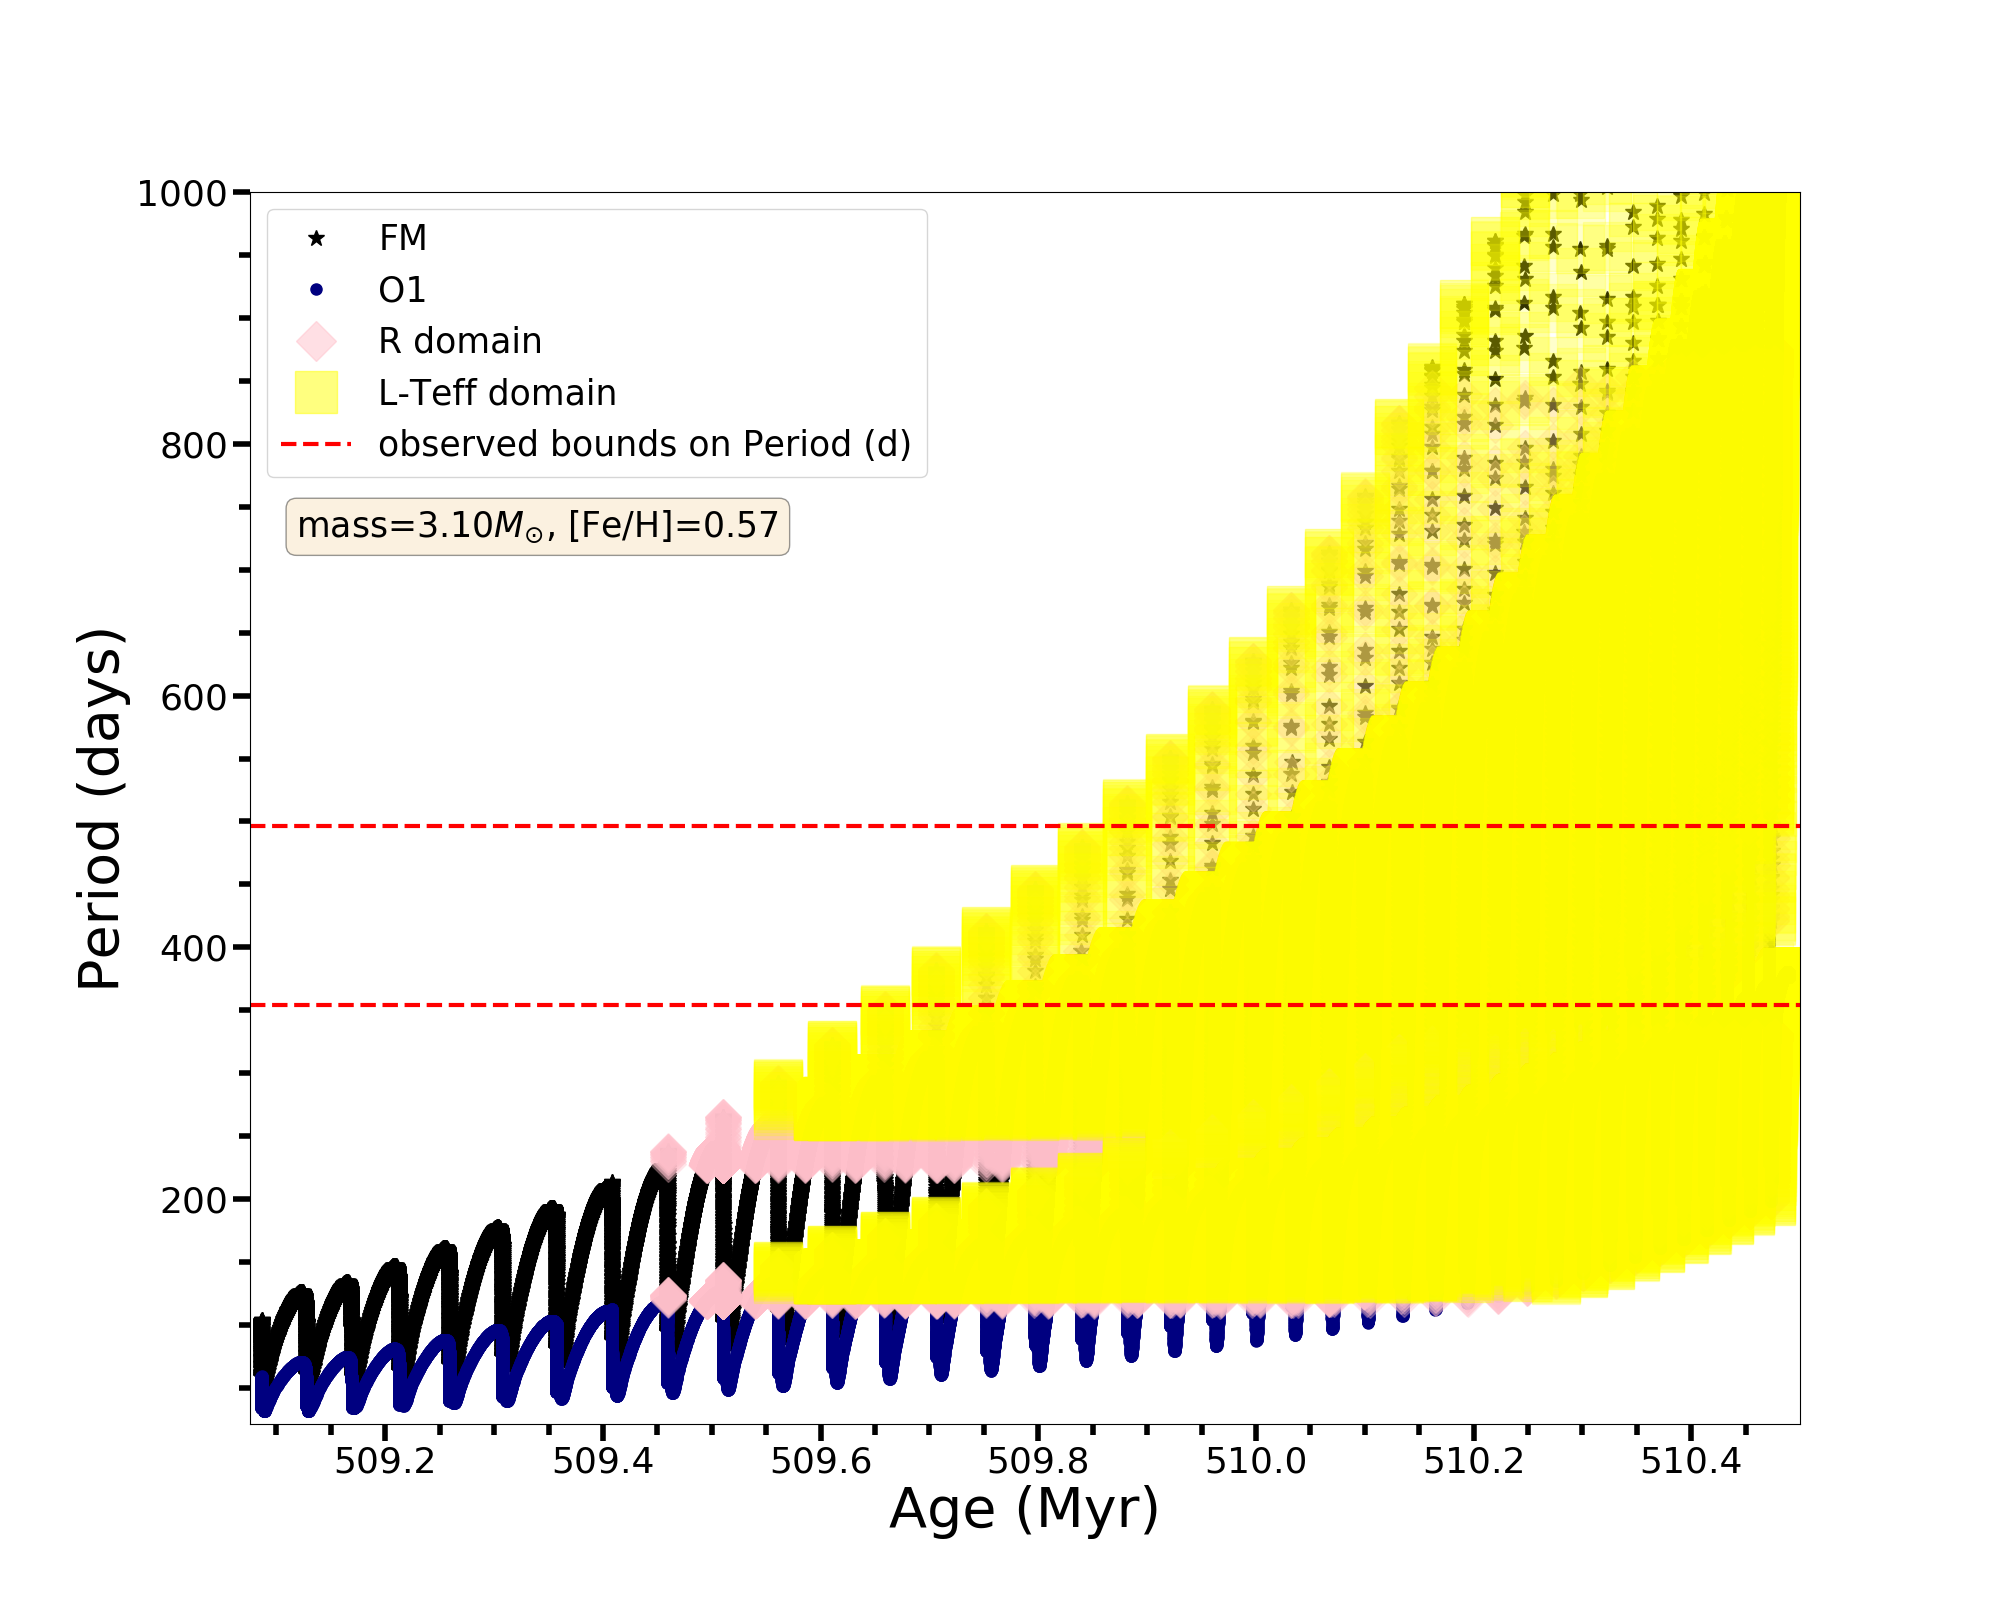 1000
800
600
400
200
Period (days)
FM
O1
R domain
L-Teff domain
observed bounds on Period (d)
mass=3.10M⊙, [Fe/H]=0.57
509.2 509.4 509.6 509.8 510.0 510.2 510.4
Age (Myr)